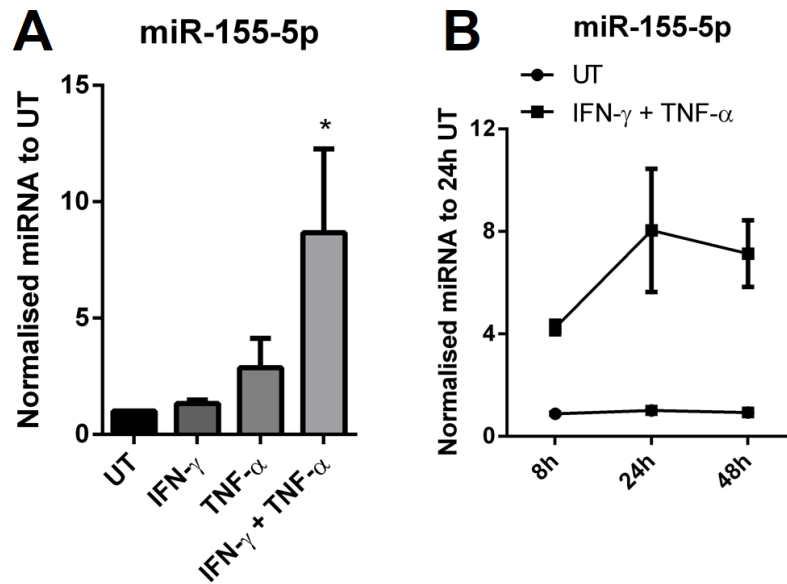 A
miR-155-5p
Normalised miRNA to UT
15
10
5
0
*
UT
IFN-γ
TNF-α
IFN-γ + TNF-α
B
miR-155-5p
UT
IFN-γ + TNF-α
Normalised miRNA to 24h UT
12
8
4
0
8h
24h
48h